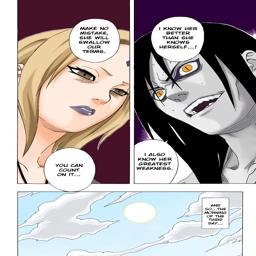 MAKE NO
MISTAKE,
SHE WILL
SWALLOW
OUR
TERMS.
I KNOW HER
BETTER
THAN SHE
KNOWS
HERSELF...!
YOU CAN
COUNT
ON IT...
I ALSO
KNOW HER
GREATEST
WEAKNESS.
AND
SO... THE
MORNING
OF THE
THIRD
DAY...